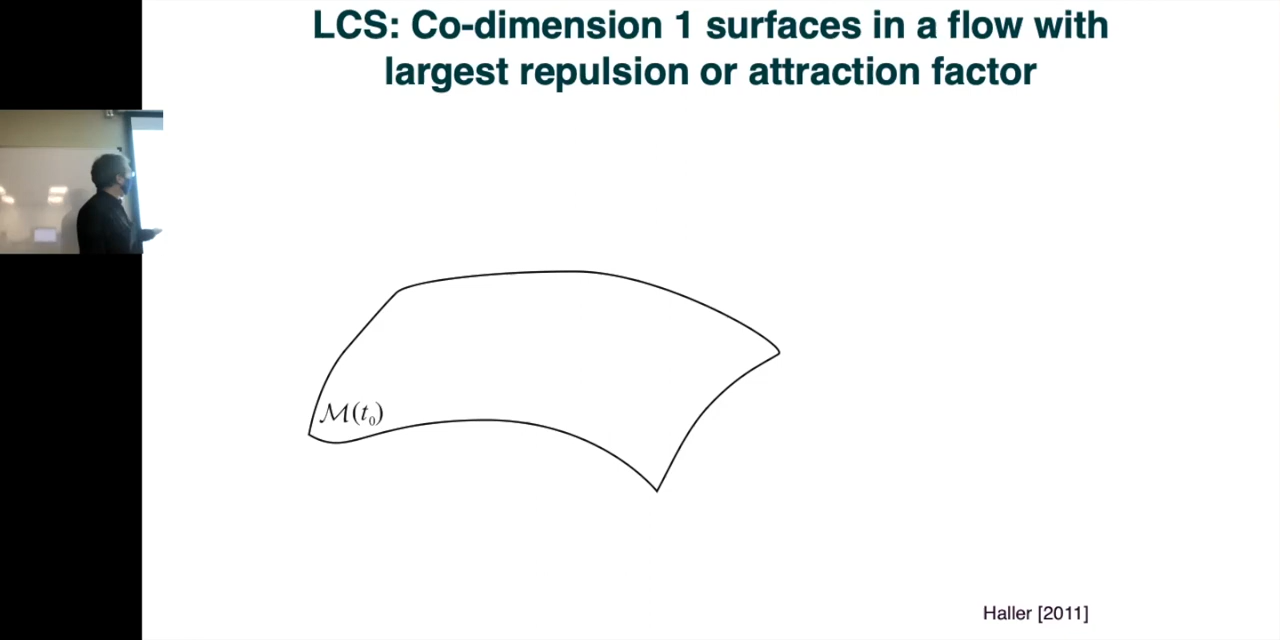 LCS: Co-dimension 1 surfaces in a flow with
largest repulsion or attraction factor
ℳ(t₀)
Haller [2011]